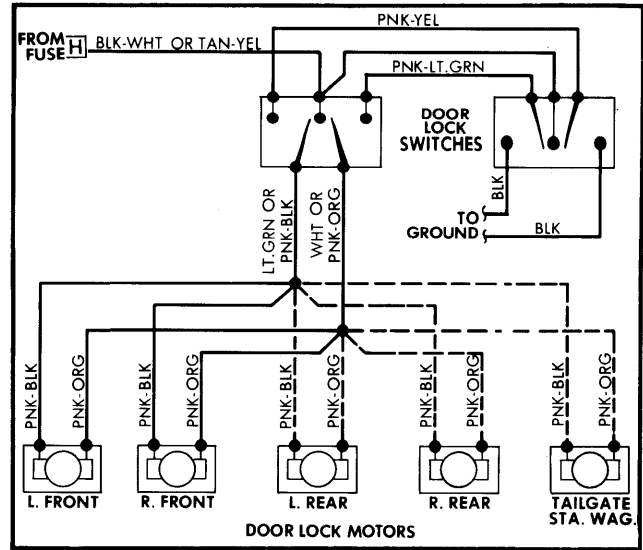 PNK-YEL
FROM
FUSE
H
BLK-WHT OR TAN-YEL
PNK-LT.GRN
DOOR
LOCK
SWITCHES
LT.GRN OR
PNK-BLK
WHT OR
PNK-ORG
BLK
TO
GROUND
BLK
PNK-BLK
PNK-ORG
PNK-BLK
PNK-ORG
PNK-BLK
PNK-ORG
PNK-BLK
PNK-ORG
PNK-BLK
PNK-ORG
L. FRONT
R. FRONT
L. REAR
R. REAR
TAILGATE
STA. WAG.
DOOR LOCK MOTORS